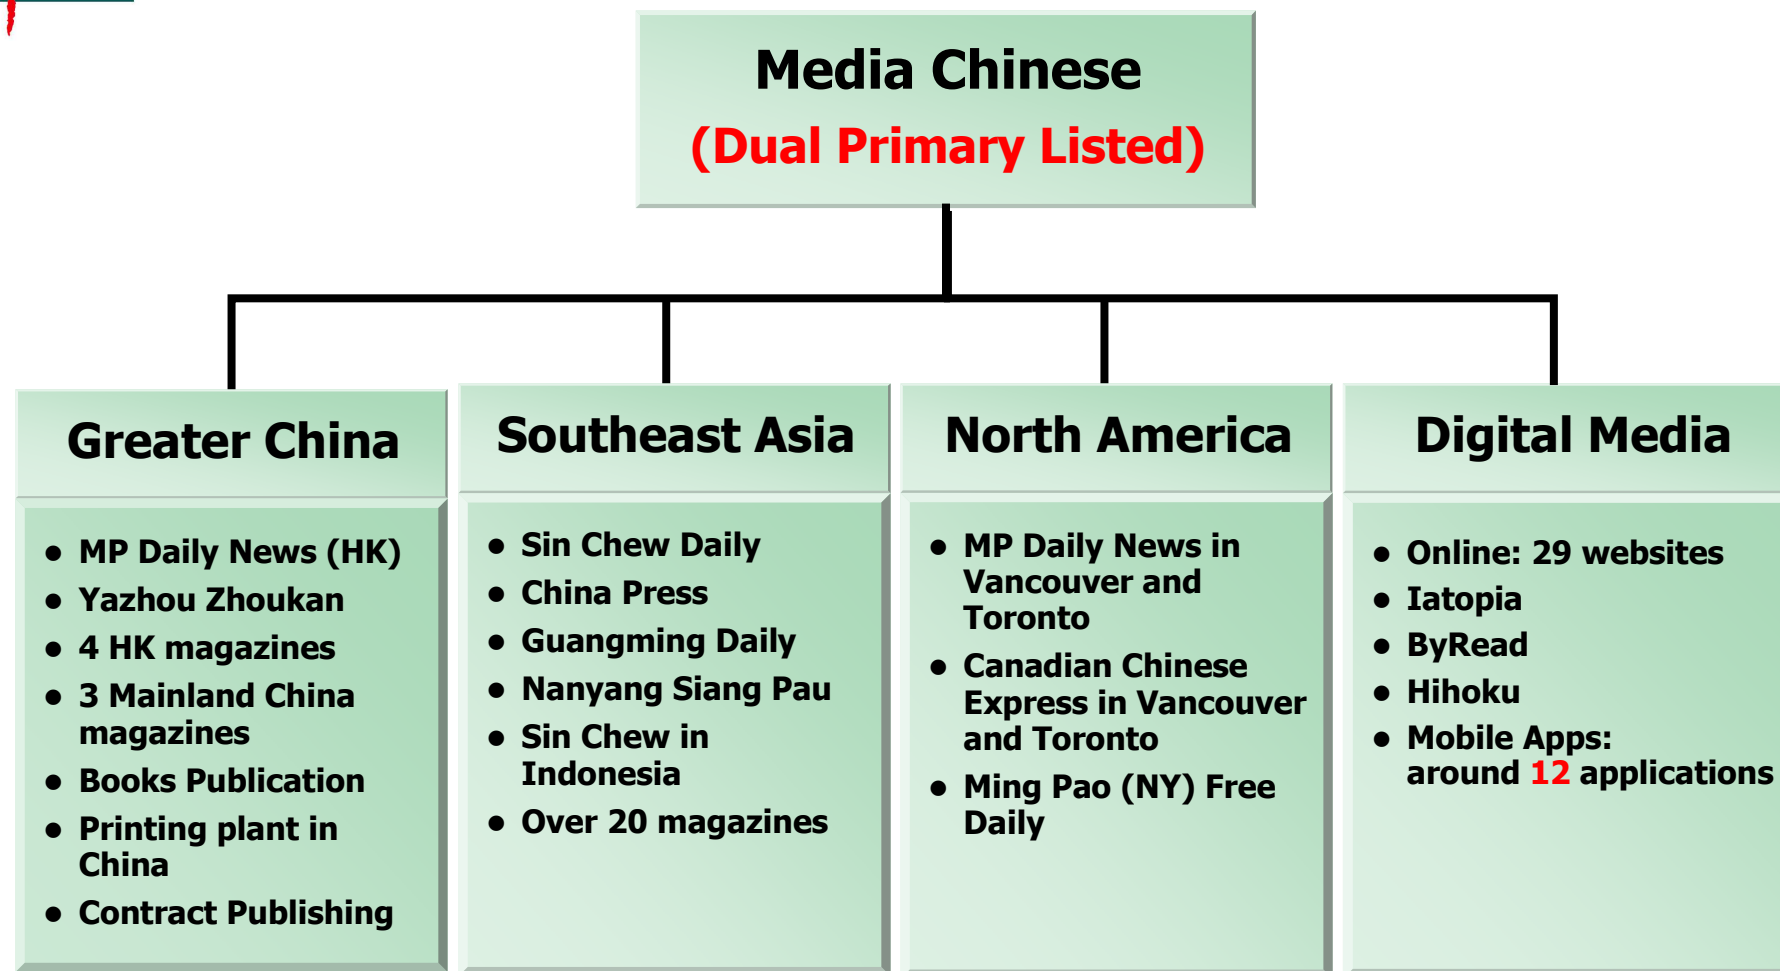 Media Chinese
(Dual Primary Listed)
Greater China
● MP Daily News (HK)
● Yazhou Zhoukan
● 4 HK magazines
● 3 Mainland China
magazines
● Books Publication
● Printing plant in
China
● Contract Publishing
Southeast Asia
● Sin Chew Daily
● China Press
● Guangming Daily
● Nanyang Siang Pau
● Sin Chew in
Indonesia
● Over 20 magazines
North America
● MP Daily News in
Vancouver and
Toronto
● Canadian Chinese
Express in Vancouver
and Toronto
● Ming Pao (NY) Free
Daily
Digital Media
● Online: 29 websites
● Iatopia
● ByRead
● Hihoku
● Mobile Apps:
around 12 applications